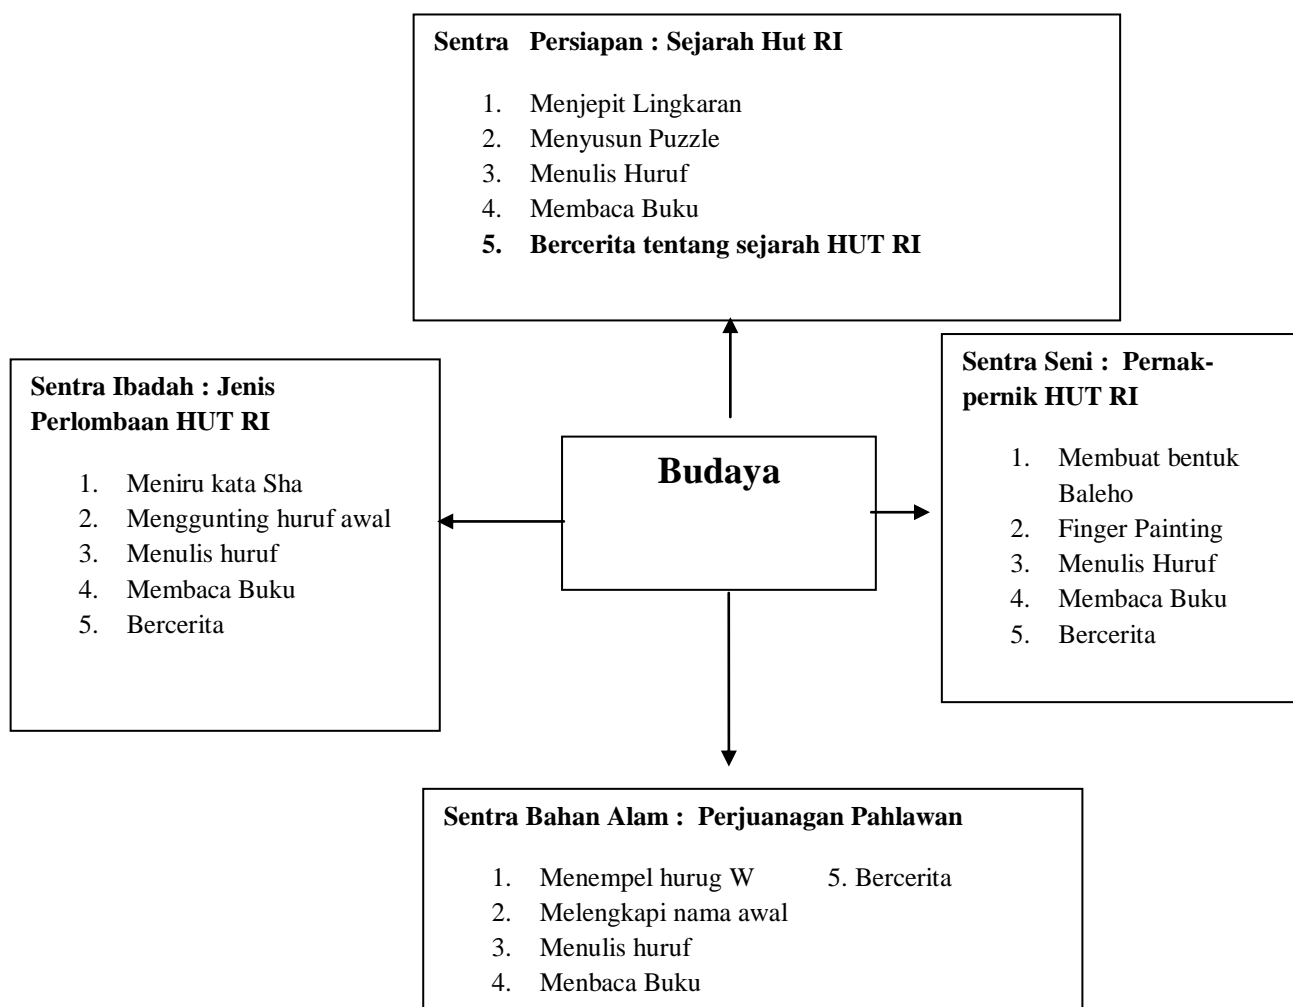 Sentra Persiapan : Sejarah Hut RI
1. Menjepit Lingkaran
2. Menyusun Puzzle
3. Menulis Huruf
4. Membaca Buku
5. Bercerita tentang sejarah HUT RI
Sentra Ibadah : Jenis
Perlombaan HUT RI
1. Meniru kata Sha
2. Menggunting huruf awal
3. Menulis huruf
4. Membaca Buku
5. Bercerita
Budaya
Sentra Seni : Pernak-
pernik HUT RI
1. Membuat bentuk
Baleho
2. Finger Painting
3. Menulis Huruf
4. Membaca Buku
5. Bercerita
Sentra Bahan Alam : Perjuanagan Pahlawan
1. Menempel hurug W 5. Bercerita
2. Melengkapi nama awal
3. Menulis huruf
4. Menbaca Buku